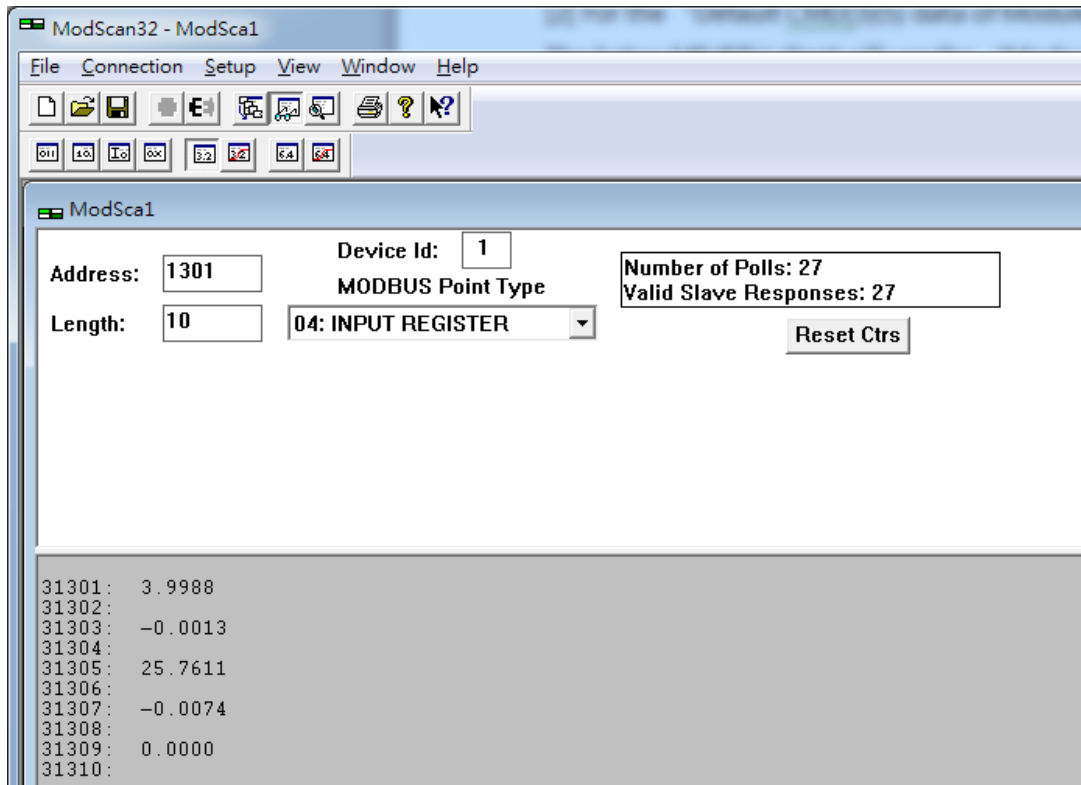 ModScan32 - ModSca1
File Connection Setup View Window Help
ModSca1
Address: 1301
Device Id: 1
MODBUS Point Type
Length: 10
04: INPUT REGISTER
Number of Polls: 27
Valid Slave Responses: 27
Reset Ctrs
31301: 3.9988
31302:
31303: -0.0013
31304:
31305: 25.7611
31306:
31307: -0.0074
31308:
31309: 0.0000
31310: